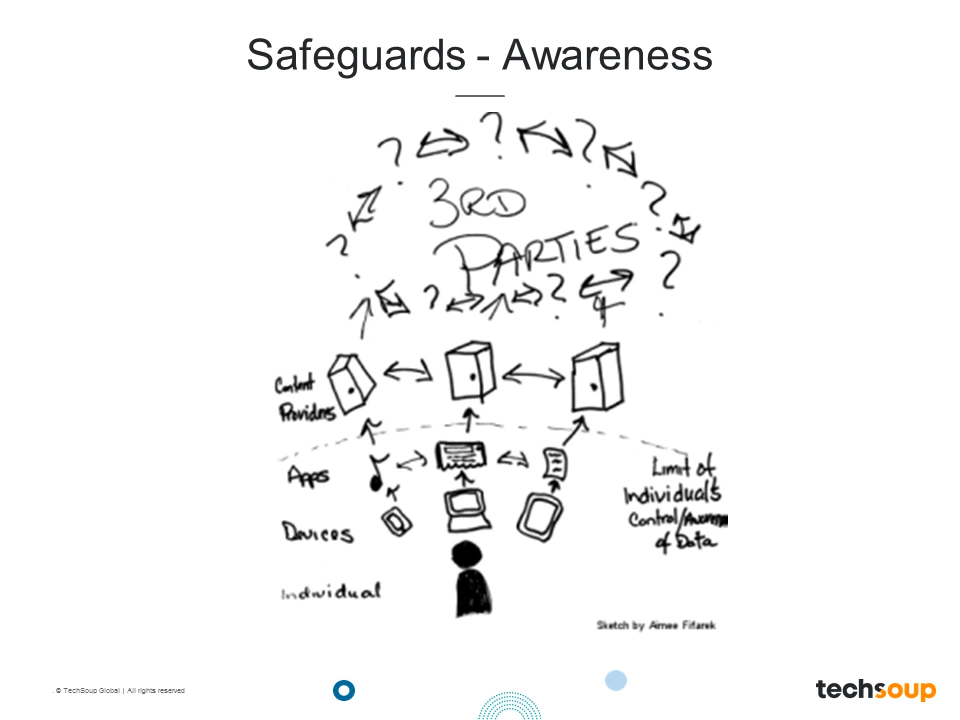 Safeguards - Awareness
? ? ?
? 3RD ?
PARTIES
? ? ? ?
Content
Providers
Apps
Limit of
Individual's
Control/Awareness
of Data
Devices
Individual
Sketch by Aimee Fifarek
. © TechSoup Global | All rights reserved
techsoup